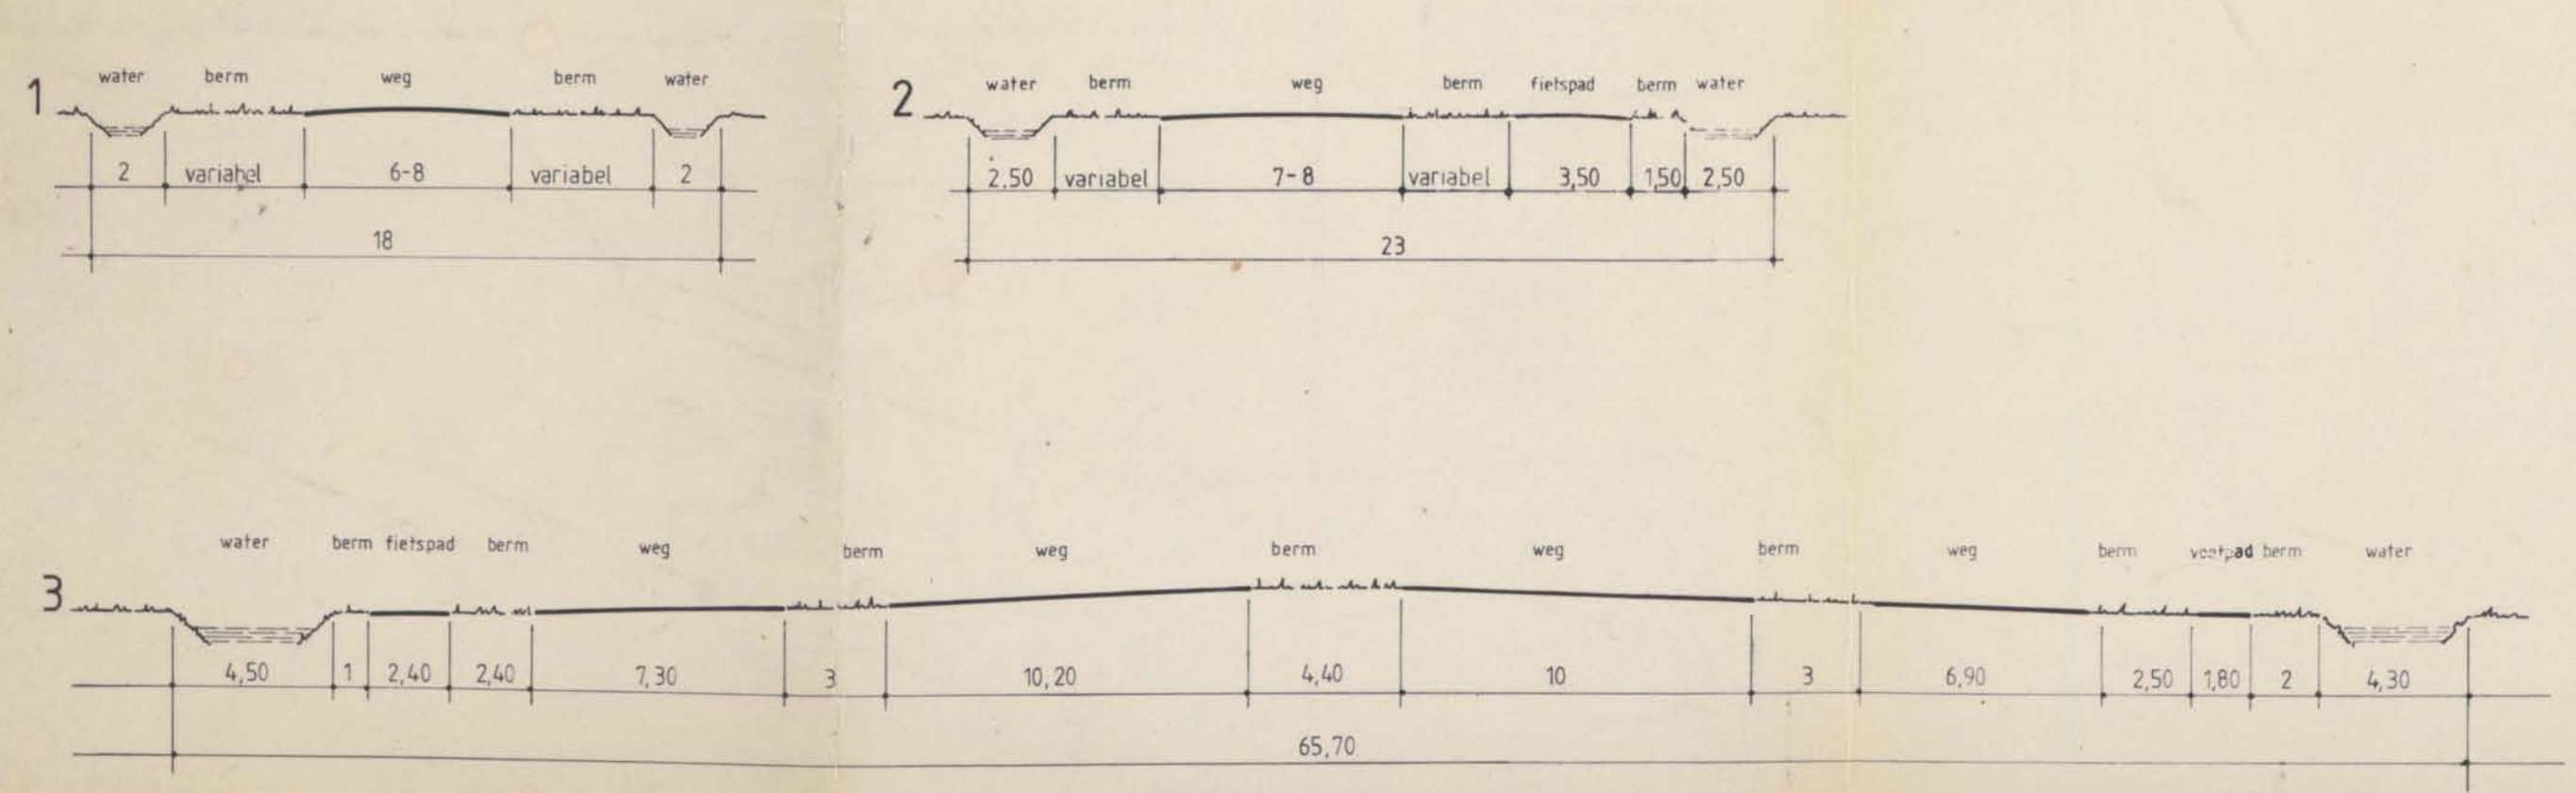 1
water berm weg berm water
2 variabel 6-8 variabel 2
18
2
water berm weg berm fietspad berm water
2,50 variabel 7-8 variabel 3,50 1,50 2,50
23
3
water berm fietspad berm weg berm weg berm weg berm weg berm voetpad berm water
4,50 1 2,40 2,40 7,30 3 10,20 4,40 10 3 6,90 2,50 1,80 2 4,30
65,70